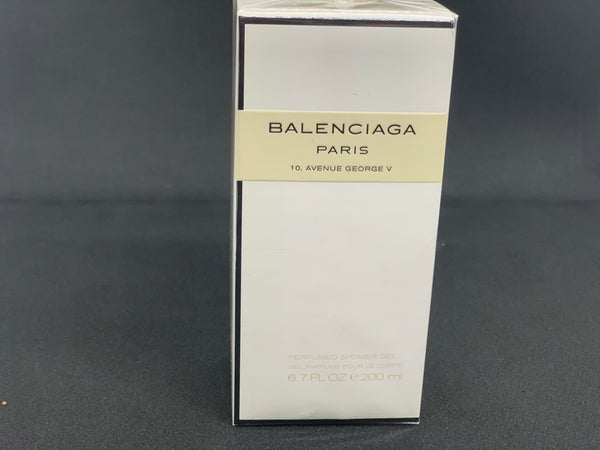 BALENCIAGA
PARIS
10, AVENUE GEORGE V
PERFUMED SHOWER GEL
GEL PARFUMÉ POUR LE CORPS
6.7 FL OZ ℮ 200 ml